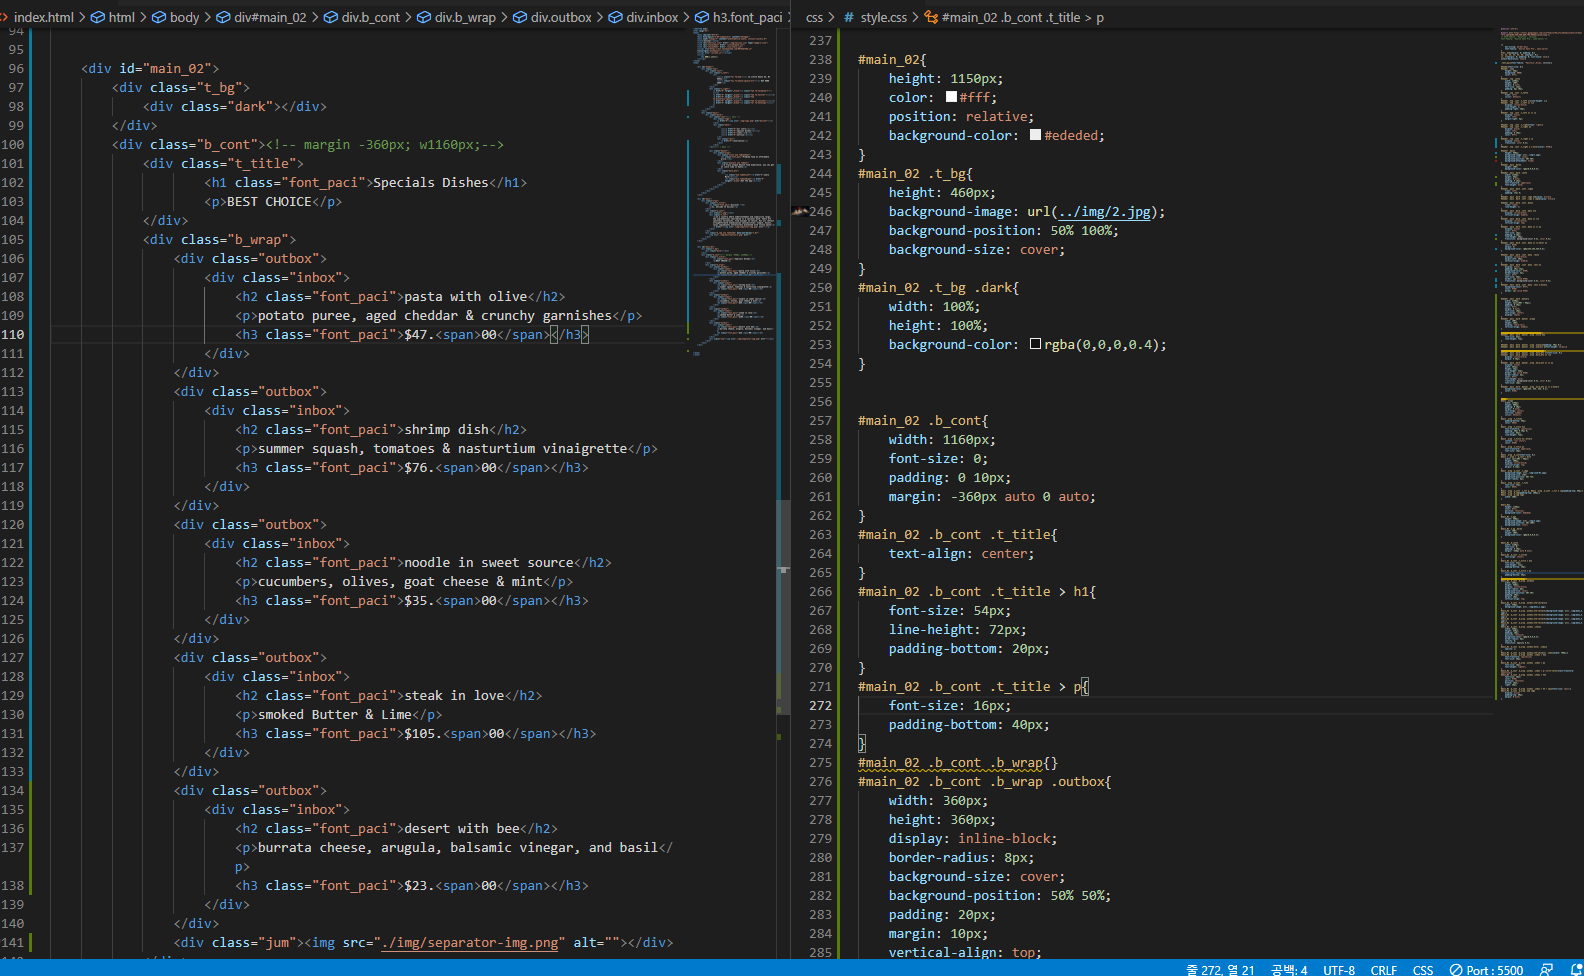 index.html > html > body > div#main_02 > div.b_cont > div.b_wrap > div.outbox > div.inbox > h3.font_paci
94
95
96 <div id="main_02">
97 <div class="t_bg">
98 <div class="dark"></div>
99 </div>
100 <div class="b_cont"><!-- margin -360px; w1160px;-->
101 <div class="t_title">
102 <h1 class="font_paci">Specials Dishes</h1>
103 <p>BEST CHOICE</p>
104 </div>
105 <div class="b_wrap">
106 <div class="outbox">
107 <div class="inbox">
108 <h2 class="font_paci">pasta with olive</h2>
109 <p>potato puree, aged cheddar & crunchy garnishes</p>
110 <h3 class="font_paci">$47.<span>00</span></h3>
111 </div>
112 </div>
113 <div class="outbox">
114 <div class="inbox">
115 <h2 class="font_paci">shrimp dish</h2>
116 <p>summer squash, tomatoes & nasturtium vinaigrette</p>
117 <h3 class="font_paci">$76.<span>00</span></h3>
118 </div>
119 </div>
120 <div class="outbox">
121 <div class="inbox">
122 <h2 class="font_paci">noodle in sweet source</h2>
123 <p>cucumbers, olives, goat cheese & mint</p>
124 <h3 class="font_paci">$35.<span>00</span></h3>
125 </div>
126 </div>
127 <div class="outbox">
128 <div class="inbox">
129 <h2 class="font_paci">steak in love</h2>
130 <p>smoked Butter & Lime</p>
131 <h3 class="font_paci">$105.<span>00</span></h3>
132 </div>
133 </div>
134 <div class="outbox">
135 <div class="inbox">
136 <h2 class="font_paci">desert with bee</h2>
137 <p>burrata cheese, arugula, balsamic vinegar, and basil</
p>
138 <h3 class="font_paci">$23.<span>00</span></h3>
139 </div>
140 </div>
141 <div class="jum"><img src="./img/separator-img.png" alt=""></div>
css > # style.css > #main_02 .b_cont .t_title > p
237
238 #main_02{
239 height: 1150px;
240 color: #fff;
241 position: relative;
242 background-color: #ededed;
243 }
244 #main_02 .t_bg{
245 height: 460px;
246 background-image: url(../img/2.jpg);
247 background-position: 50% 100%;
248 background-size: cover;
249 }
250 #main_02 .t_bg .dark{
251 width: 100%;
252 height: 100%;
253 background-color: rgba(0,0,0,0.4);
254 }
255
256
257 #main_02 .b_cont{
258 width: 1160px;
259 font-size: 0;
260 padding: 0 10px;
261 margin: -360px auto 0 auto;
262 }
263 #main_02 .b_cont .t_title{
264 text-align: center;
265 }
266 #main_02 .b_cont .t_title > h1{
267 font-size: 54px;
268 line-height: 72px;
269 padding-bottom: 20px;
270 }
271 #main_02 .b_cont .t_title > p{
272 font-size: 16px;
273 padding-bottom: 40px;
274 }
275 #main_02 .b_cont .b_wrap{}
276 #main_02 .b_cont .b_wrap .outbox{
277 width: 360px;
278 height: 360px;
279 display: inline-block;
280 border-radius: 8px;
281 background-size: cover;
282 background-position: 50% 50%;
283 padding: 20px;
284 margin: 10px;
285 vertical-align: top;
줄 272, 열 21 공백: 4 UTF-8 CRLF CSS Port : 5500